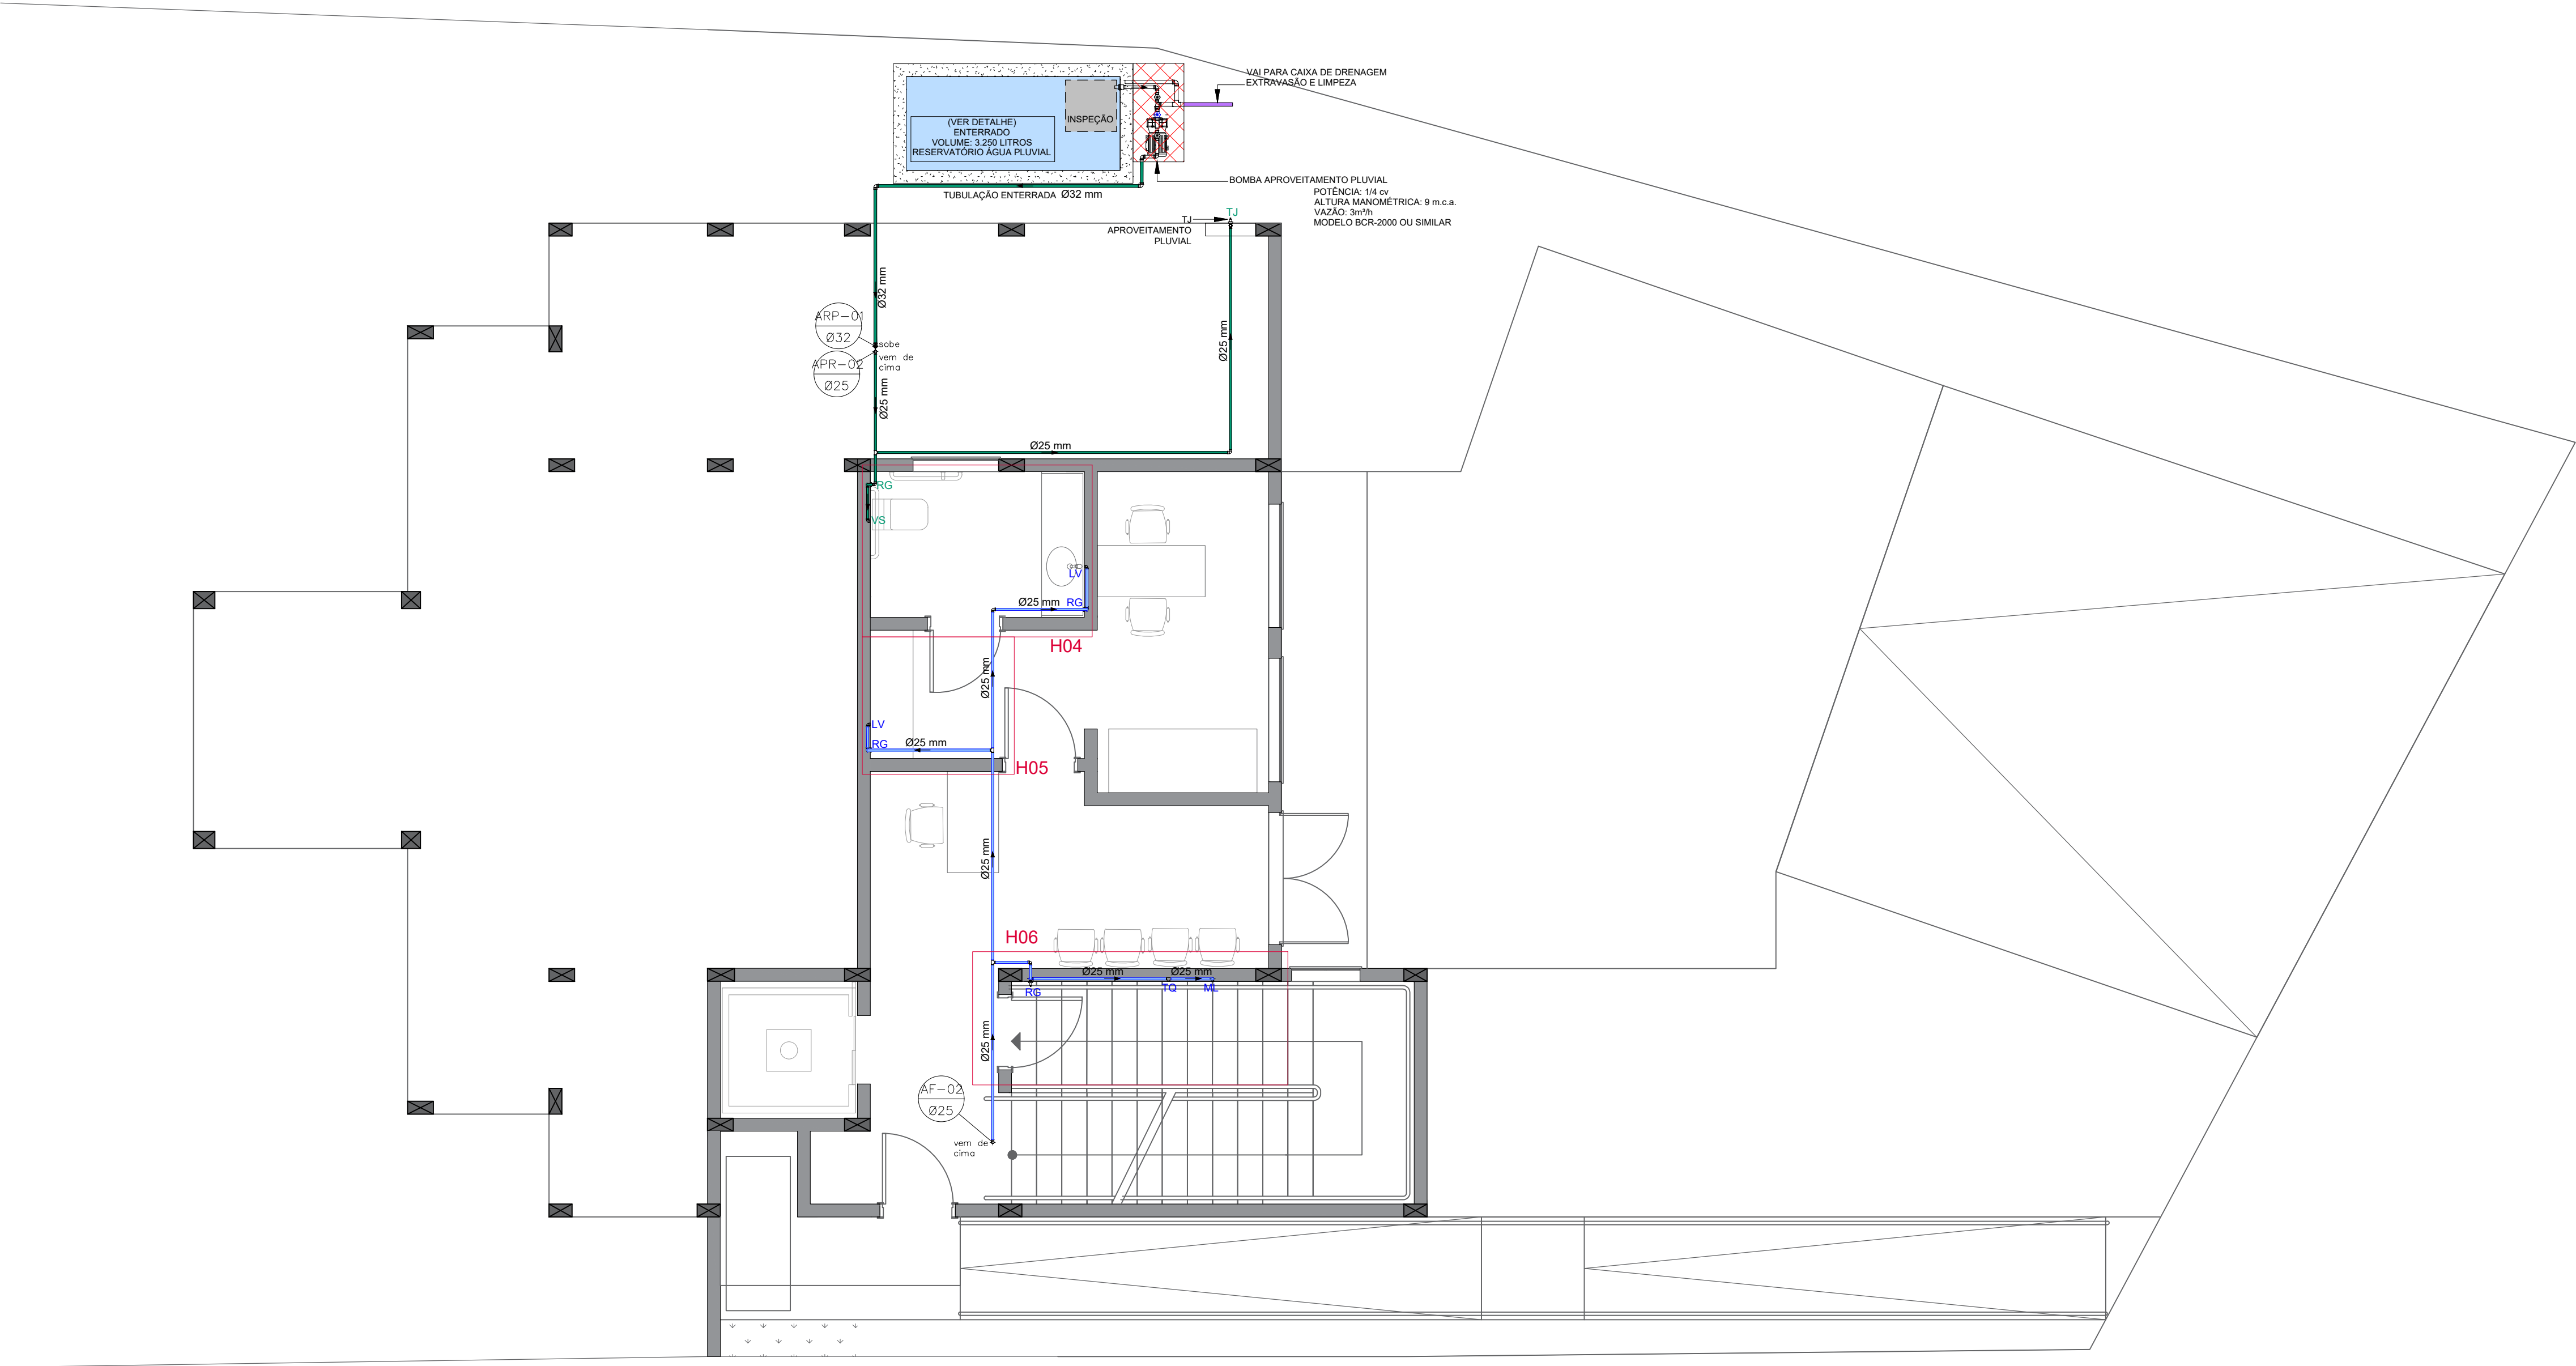 VAI PARA CAIXA DE DRENAGEM
EXTRAVASÃO E LIMPEZA
INSPEÇÃO
(VER DETALHE)
ENTERRADO
VOLUME: 3.250 LITROS
RESERVATÓRIO ÁGUA PLUVIAL
TUBULAÇÃO ENTERRADA Ø32 mm
BOMBA APROVEITAMENTO PLUVIAL
POTÊNCIA: 1/4 cv
ALTURA MANOMÉTRICA: 9 m.c.a.
VAZÃO: 3m³/h
MODELO BCR-2000 OU SIMILAR
TJ
TJ
APROVEITAMENTO
PLUVIAL
Ø32 mm
ARP-01
Ø32
sobe
APR-02
Ø25
vem de
cima
Ø25 mm
Ø25 mm
Ø25 mm
RG
VS
LV
RG
Ø25 mm
H04
Ø25 mm
LV
RG
Ø25 mm
H05
Ø25 mm
H06
Ø25 mm
Ø25 mm
RG
TQ
ML
Ø25 mm
AF-02
Ø25
vem de
cima